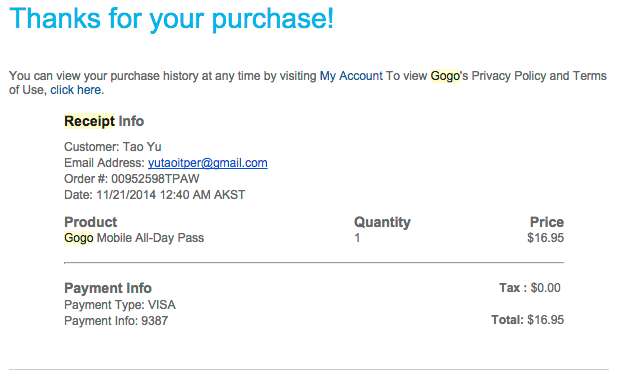 Thanks for your purchase!
You can view your purchase history at any time by visiting My Account To view Gogo's Privacy Policy and Terms
of Use, click here.
Receipt Info
Customer: Tao Yu
Email Address: yutaoitper@gmail.com
Order #: 00952598TPAW
Date: 11/21/2014 12:40 AM AKST
Product Quantity Price
Gogo Mobile All-Day Pass 1 $16.95
Payment Info Tax : $0.00
Payment Type: VISA
Payment Info: 9387 Total: $16.95